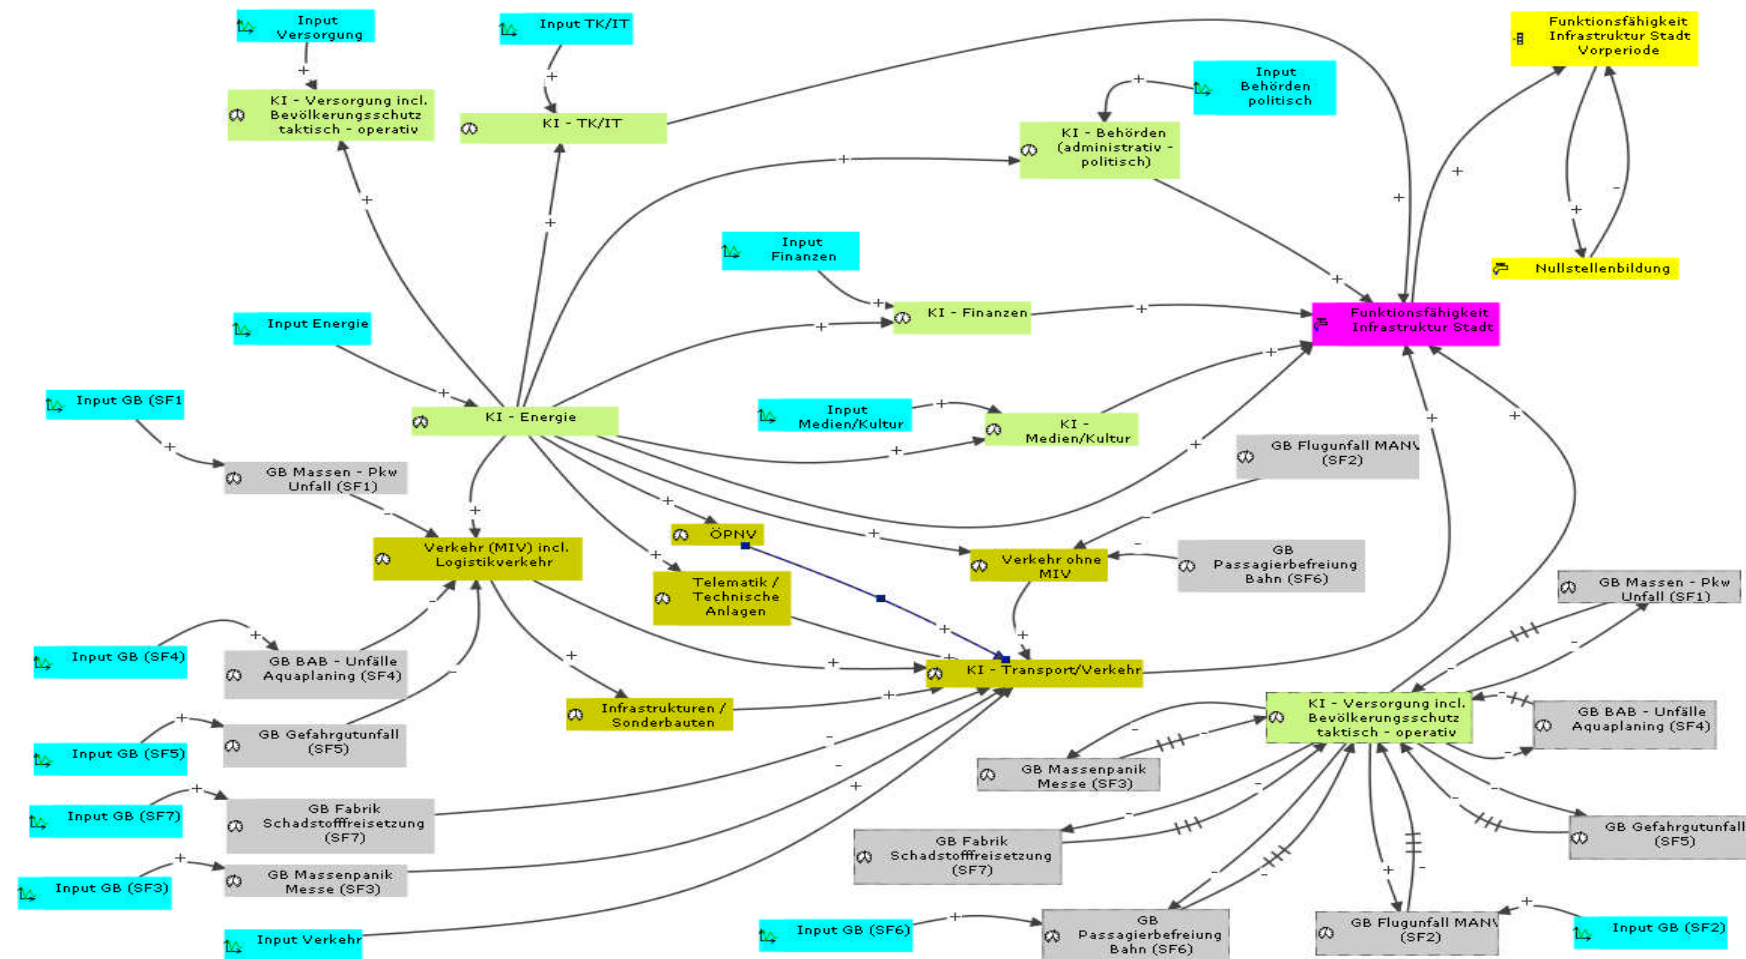 Input
Versorgung
Input TK/IT
Funktionsfähigkeit
Infrastruktur Stadt
Vorperiode
KI - Versorgung incl.
Bevölkerungsschutz
taktisch - operativ
KI - TK/IT
Input
Behörden
politisch
KI - Behörden
(administrativ -
politisch)
Input
Finanzen
Nullstellenbildung
Input Energie
KI - Finanzen
Funktionsfähigkeit
Infrastruktur Stadt
Input GB (SF1
KI - Energie
Input
Medien/Kultur
KI -
Medien/Kultur
GB Massen - Pkw
Unfall (SF1)
GB Flugunfall MAN\
(SF2)
Verkehr (MIV) incl.
Logistikverkehr
ÖPNV
Verkehr ohne
MIV
GB
Passagierbefreiung
Bahn (SF6)
Telematik /
Technische
Anlagen
GB Massen - Pkw
Unfall (SF1)
Input GB (SF4)
GB BAB - Unfälle
Aquaplaning (SF4)
KI - Transport/Verkehr
Infrastrukturen /
Sonderbauten
KI - Versorgung incl.
Bevölkerungsschutz
taktisch - operativ
GB BAB - Unfälle
Aquaplaning (SF4)
Input GB (SF5)
GB Gefahrgutunfall
(SF5)
GB Massenpanik
Messe (SF3)
Input GB (SF7)
GB Fabrik
Schadstofffreisetzung
(SF7)
GB Fabrik
Schadstofffreisetzung
(SF7)
GB Gefahrgutunfall
(SF5)
Input GB (SF3)
GB Massenpanik
Messe (SF3)
Input Verkehr
Input GB (SF6)
GB
Passagierbefreiung
Bahn (SF6)
GB Flugunfall MAN\
(SF2)
Input GB (SF2)